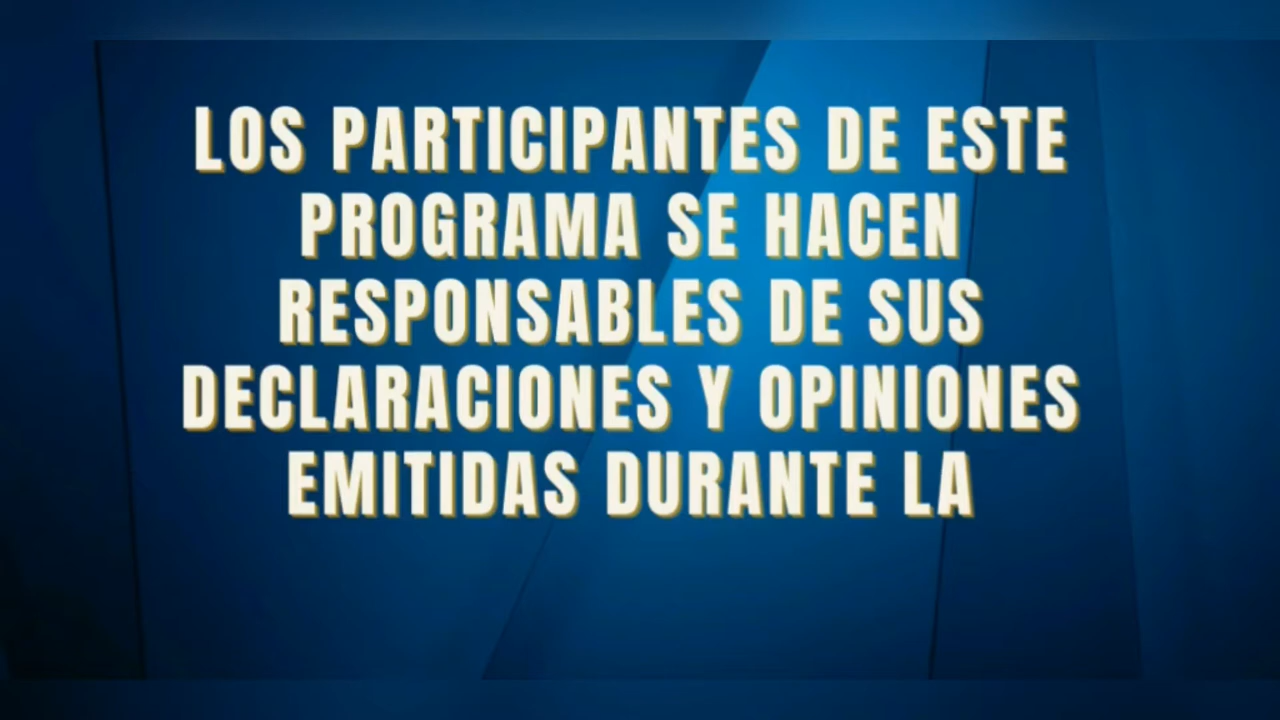 LOS PARTICIPANTES DE ESTE
PROGRAMA SE HACEN
RESPONSABLES DE SUS
DECLARACIONES Y OPINIONES
EMITIDAS DURANTE LA